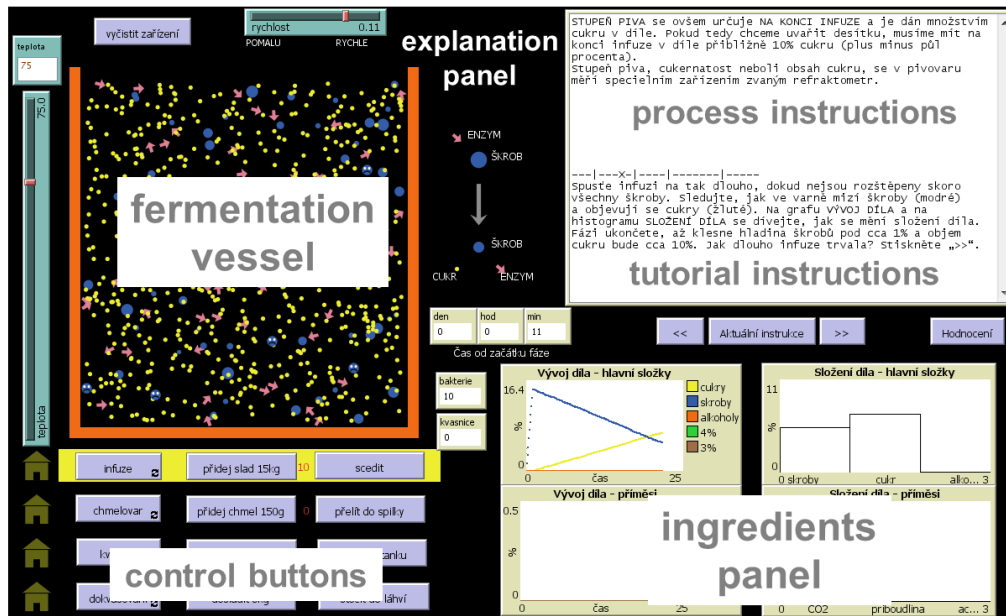 teplota
75
vyčistit zařízení
rychlost 0.11
POMALU RYCHLE
75.0
teplota
explanation
panel
ENZYM
ŠKROB
ŠKROB
CUKR
ENZYM
STUPEŇ PIVA se ovšem určuje NA KONCI INFUZE a je dán množstvím
cukru v díle. Pokud tedy chceme uvařit desítku, musíme mít na
konci infuze v díle přibližně 10% cukru (plus minus půl
procenta).
Stupeň piva, cukernatost neboli obsah cukru, se v pivovaru
měří specielním zařízením zvaným refraktometr.
process instructions
---|---x-|----|-------|-----
Spusťe infuzi na tak dlouho, dokud nejsou rozštěpeny skoro
všechny škroby. Sledujte, jak ve varně mizí škroby (modré)
a objevují se cukry (žluté). Na grafu VÝVOJ DÍLA a na
histogramu SLOŽENÍ DÍLA se dívejte, jak se mění složení díla.
Fázi ukončete, až klesne hladina škrobů pod cca 1% a objem
cukru bude cca 10%. Jak dlouho infuze trvala? Stiskněte „>>“.
tutorial instructions
fermentation
vessel
den
0
hod
0
min
11
Čas od začátku fáze
<<
Aktuální instrukce
>>
Hodnocení
bakterie
10
kvasnice
0
Vývoj díla - hlavní složky
16.4
%
0
0 čas 25
cukry
skroby
alkoholy
4%
3%
Složení díla - hlavní složky
11
%
0
0 skroby cukr alko... 3
infuze
přidej slad 15kg
10
scedit
chmelovar
přidej chmel 150g
0
přelít do spilky
control buttons
Vývoj díla - příměsi
0.5
%
0
0 čas 25
Složení díla - příměsi
0 CO2 přiboudlina ac... 3
ingredients
panel